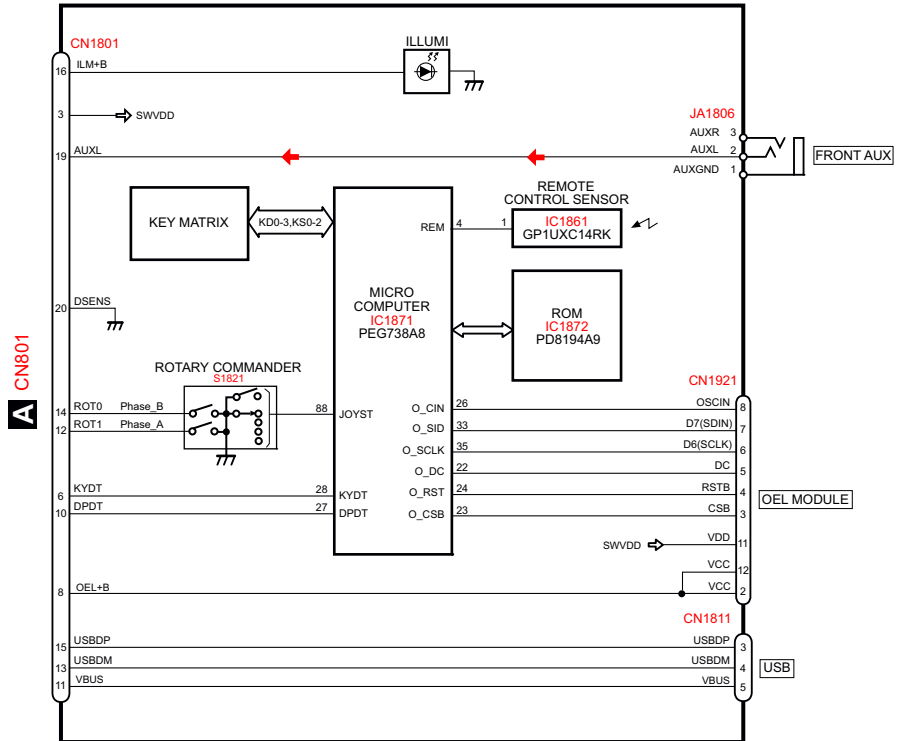 CN1801
ILLUMI
16 ILM+B
3 SWVDD
JA1806
AUXR 3
19 AUXL
AUXL 2
FRONT AUX
AUXGND 1
REMOTE
CONTROL SENSOR
KEY MATRIX
KD0-3,KS0-2
REM 4
1
IC1861
GP1UXC14RK
MICRO
COMPUTER
IC1871
PEG738A8
ROM
IC1872
PD8194A9
20 DSENS
A CN801
ROTARY COMMANDER
S1821
14 ROT0 Phase_B
12 ROT1 Phase_A
88 JOYST
CN1921
O_CIN 26
OSCIN 8
O_SID 33
D7(SDIN) 7
O_SCLK 35
D6(SCLK) 6
O_DC 22
DC 5
O_RST 24
RSTB 4
O_CSB 23
CSB 3
OEL MODULE
6 KYDT
28 KYDT
10 DPDT
27 DPDT
SWVDD
VDD 11
VCC 12
8 OEL+B
VCC 2
CN1811
15 USBDP
USBDP 3
13 USBDM
USBDM 4
USB
11 VBUS
VBUS 5